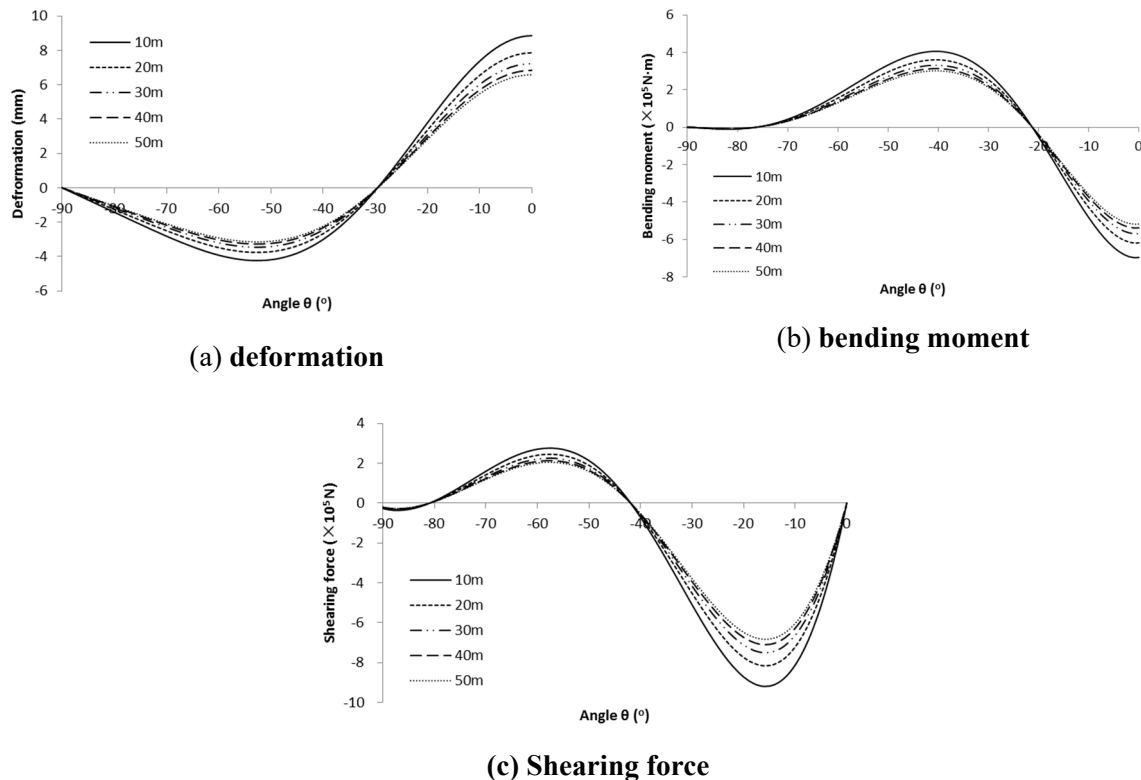 10
8
6
4
2
0
-2
-4
-6
Defromation (mm)
10m
20m
30m
40m
50m
-90 -80 -70 -60 -50 -40 -30 -20 -10 0
Angle θ (°)
(a) deformation
6
4
2
0
-2
-4
-6
-8
Bending moment (×10⁵N·m)
-90 -80 -70 -60 -50 -40 -30 -20 -10 0
10m
20m
30m
40m
50m
Angle θ (°)
(b) bending moment
4
2
0
-2
-4
-6
-8
-10
Shearing force (×10⁵N)
-90 -80 -70 -60 -50 -40 -30 -20 -10 0
10m
20m
30m
40m
50m
Angle θ (°)
(c) Shearing force